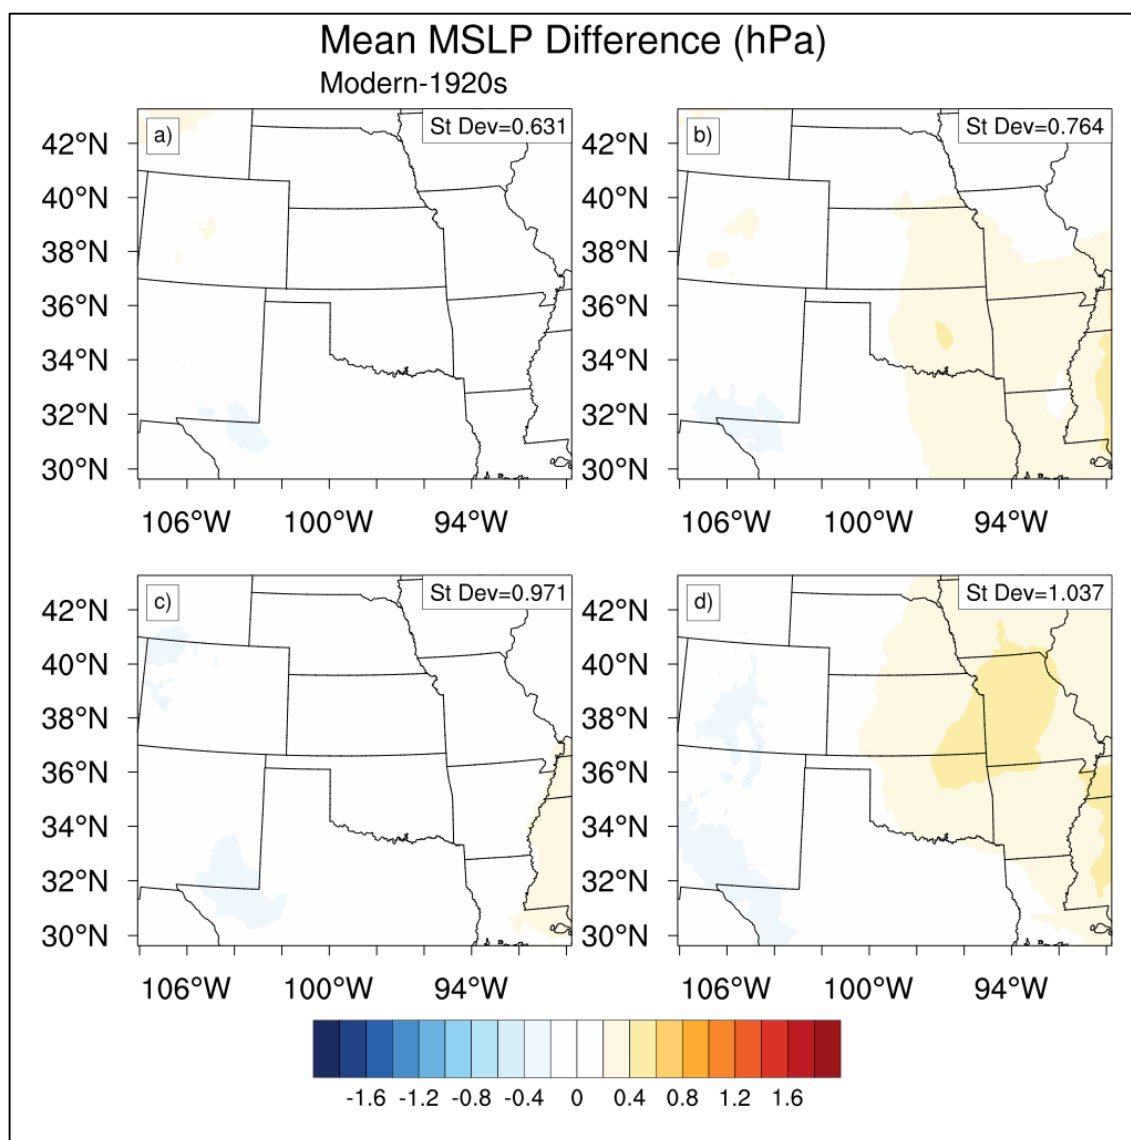 Mean MSLP Difference (hPa)
Modern-1920s
a)
St Dev=0.631
b)
St Dev=0.764
42°N
40°N
38°N
36°N
34°N
32°N
30°N
42°N
40°N
38°N
36°N
34°N
32°N
30°N
106°W 100°W 94°W
106°W 100°W 94°W
c)
St Dev=0.971
d)
St Dev=1.037
42°N
40°N
38°N
36°N
34°N
32°N
30°N
42°N
40°N
38°N
36°N
34°N
32°N
30°N
106°W 100°W 94°W
106°W 100°W 94°W
-1.6 -1.2 -0.8 -0.4 0 0.4 0.8 1.2 1.6